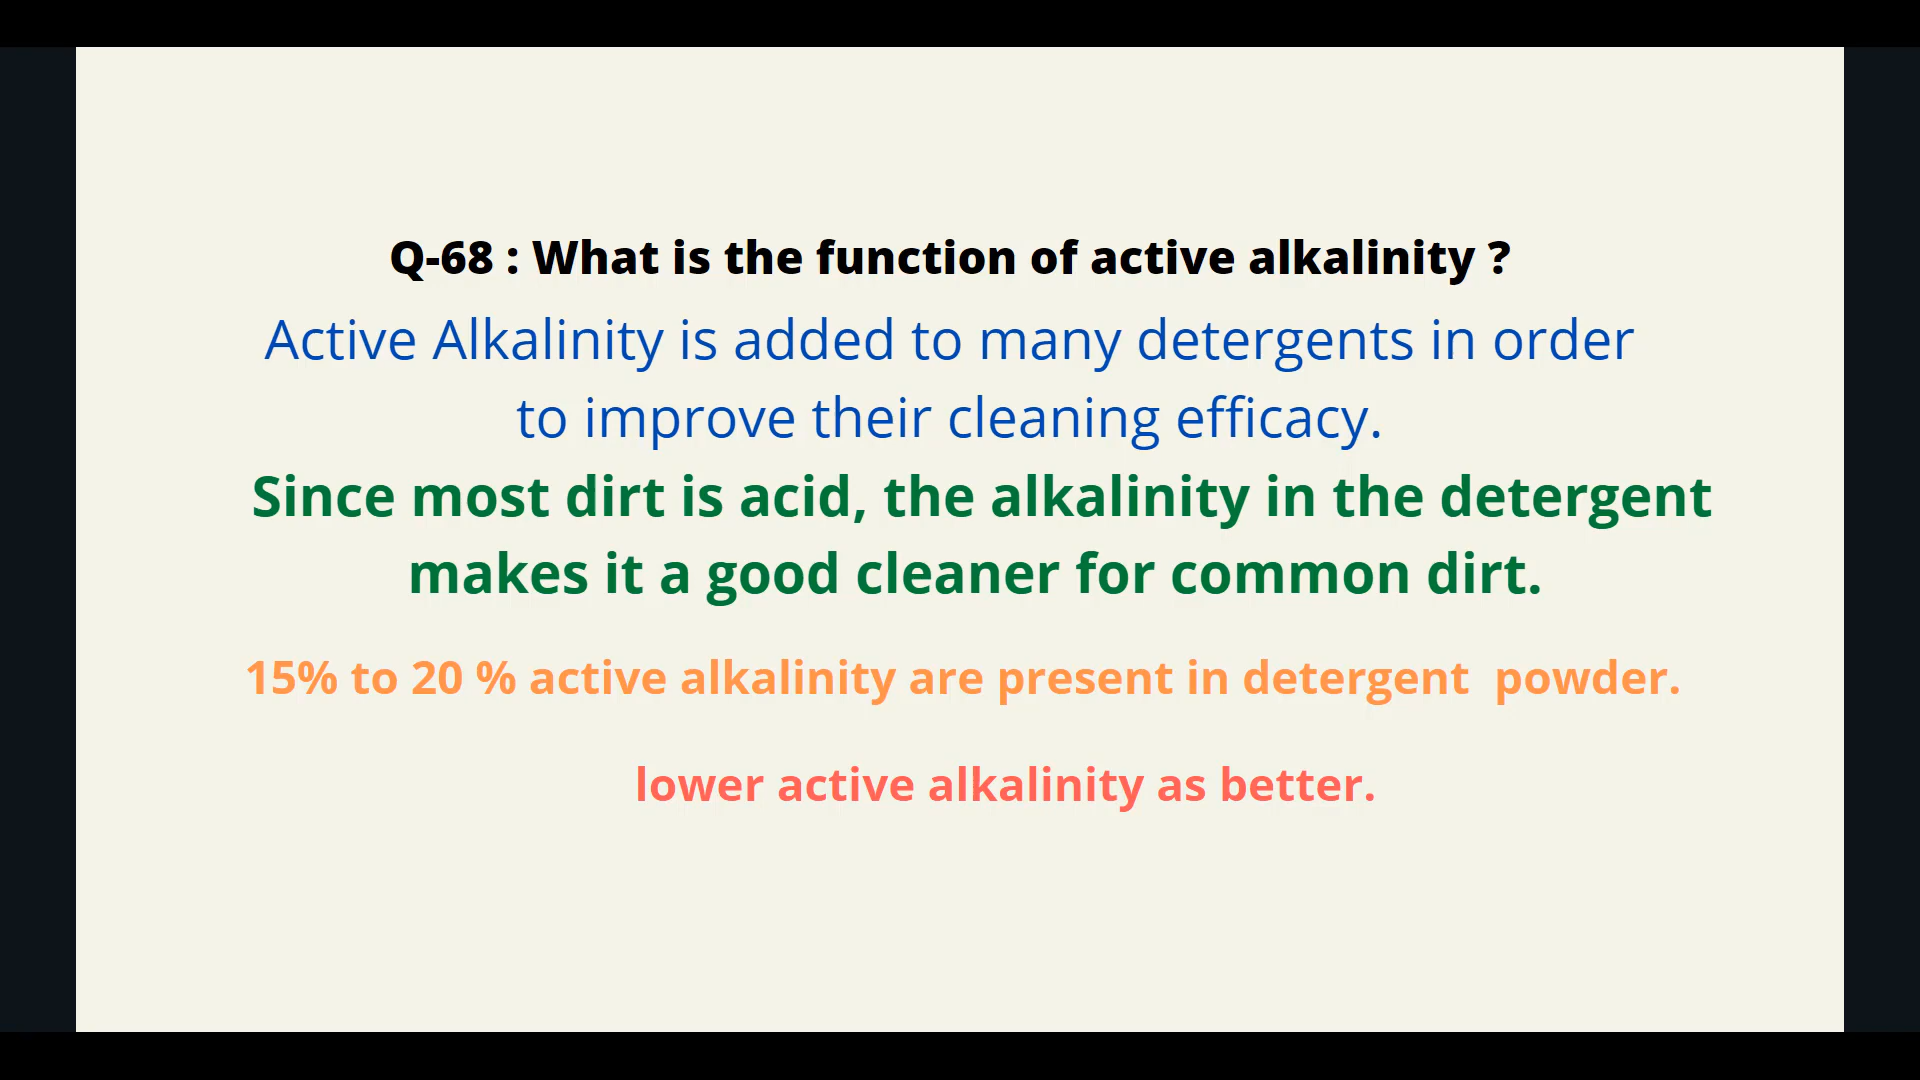 Q-68 : What is the function of active alkalinity ?
Active Alkalinity is added to many detergents in order
to improve their cleaning efficacy.
Since most dirt is acid, the alkalinity in the detergent
makes it a good cleaner for common dirt.
15% to 20 % active alkalinity are present in detergent  powder.
lower active alkalinity as better.